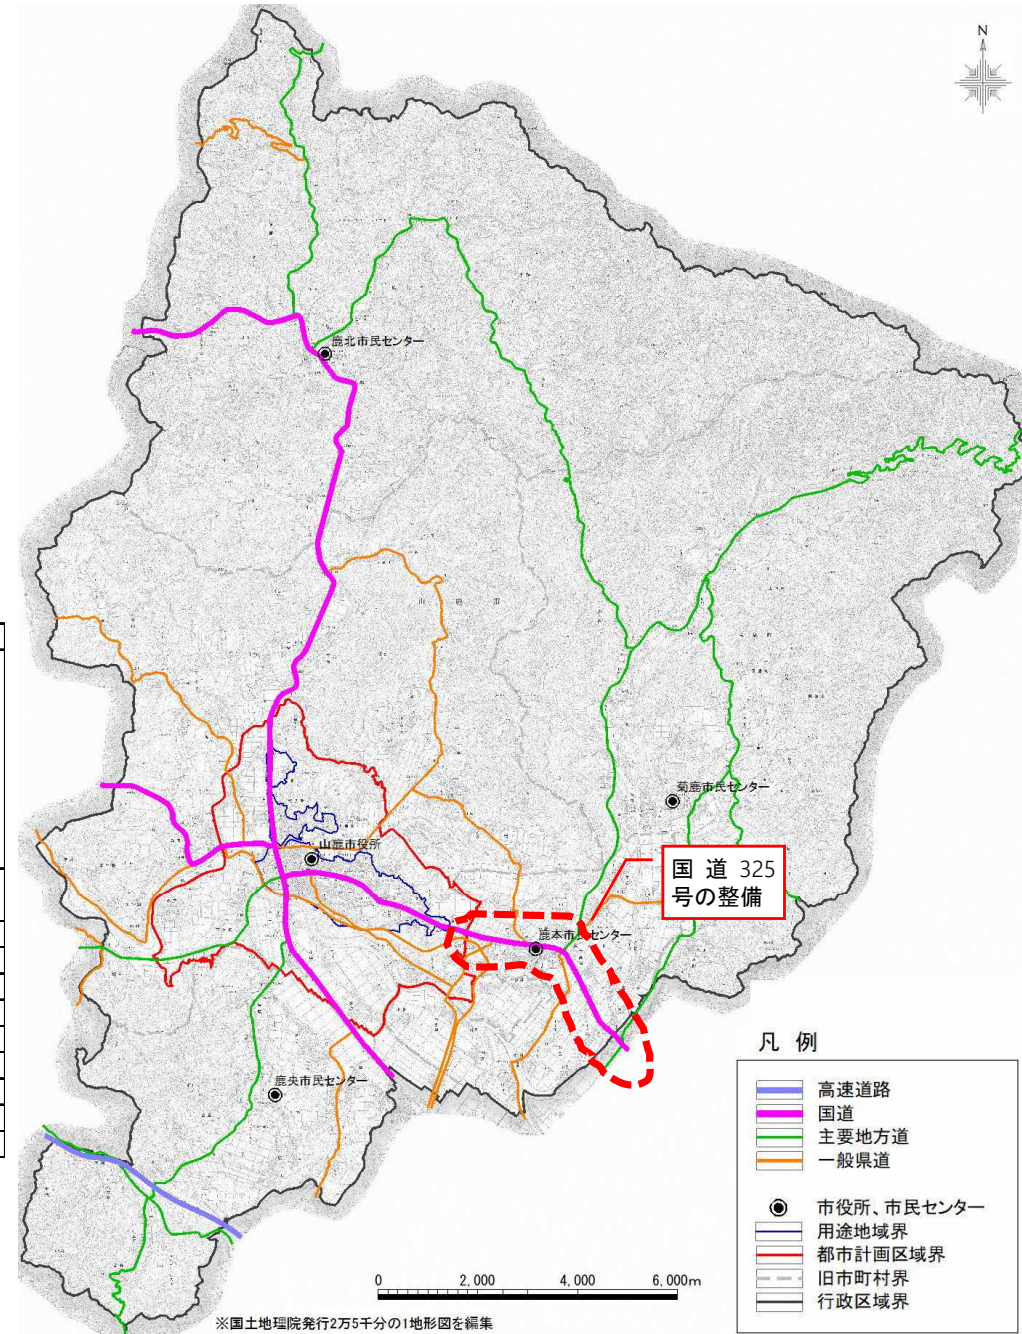 N
鹿北市民センター
山鹿市
菊鹿市民センター
山鹿市役所
国道 325
号の整備
鹿本市民センター
鹿央市民センター
凡 例
高速道路
国道
主要地方道
一般県道
市役所、市民センター
用途地域界
都市計画区域界
旧市町村界
行政区域界
0 2,000 4,000 6,000m
※国土地理院発行2万5千分の1地形図を編集